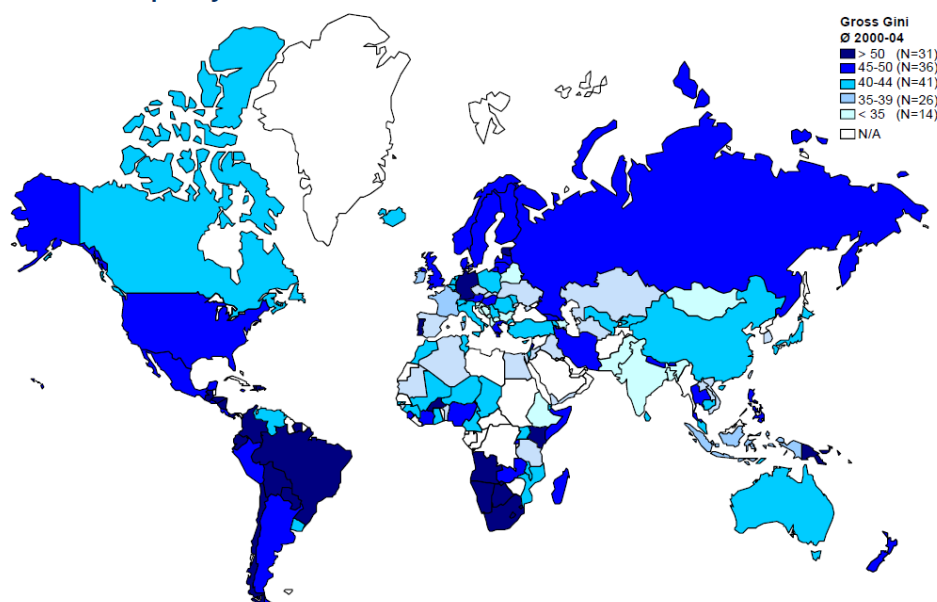 Gross Gini
Ø 2000-04
> 50 (N=31)
45-50 (N=36)
40-44 (N=41)
35-39 (N=26)
< 35 (N=14)
N/A